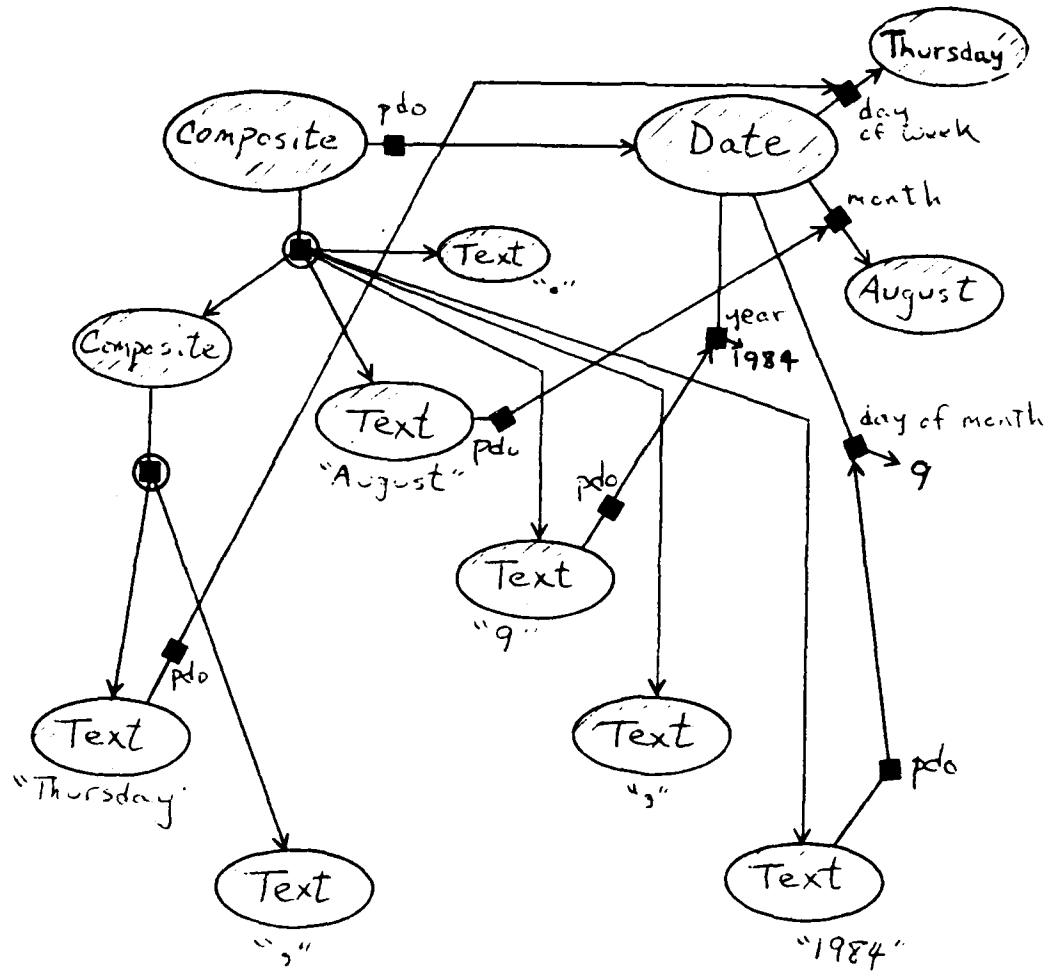 Thursday
pdo
day
of week
Composite
Date
month
Text
"."
August
year
1984
Composite
Text
pdo
"August"
day of month
9
pdo
Text
"9"
pdo
Text
"Thursday"
Text
","
pdo
Text
","
Text
"1984"